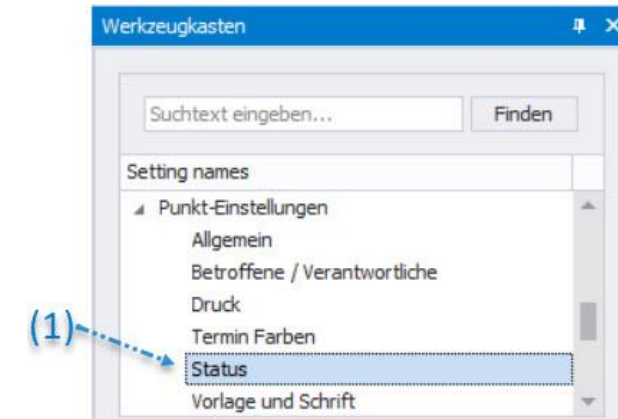 Werkzeugkasten
Suchtext eingeben...
Finden
Setting names
Punkt-Einstellungen
Allgemein
Betroffene / Verantwortliche
Druck
Termin Farben
(1)
Status
Vorlage und Schrift